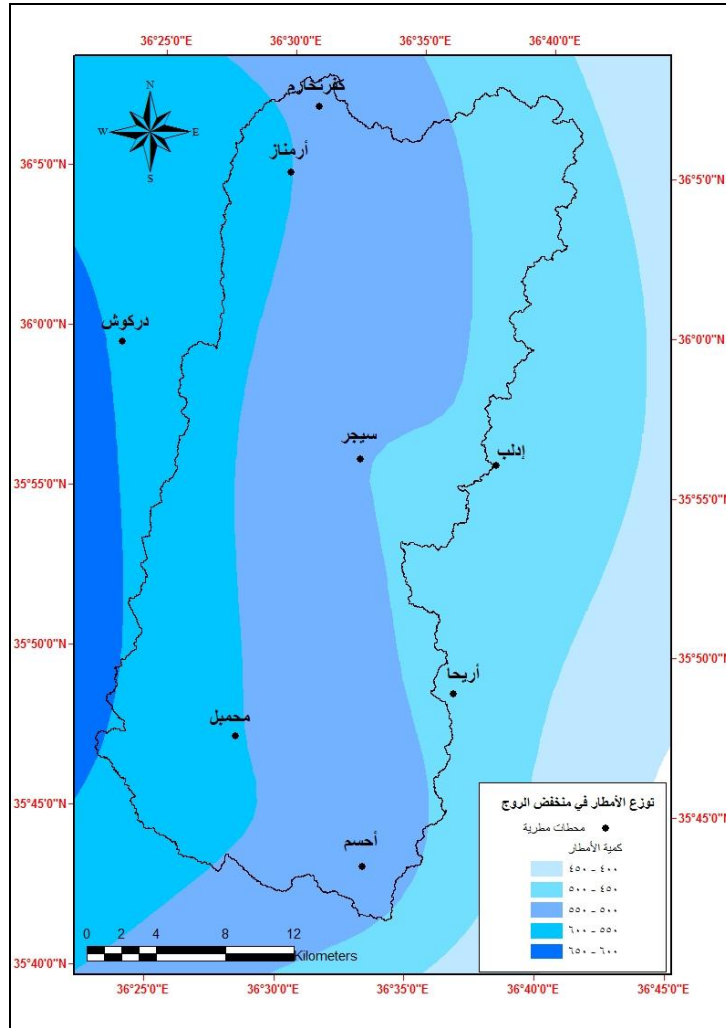 36°25'0"E 36°30'0"E 36°35'0"E 36°40'0"E
N
W E
S
كفرتخاريم
أرمناز
36°5'0"N 36°5'0"N
دركوش
36°0'0"N 36°0'0"N
سيجر
إدلب
35°55'0"N 35°55'0"N
35°50'0"N 35°50'0"N
أريحا
محمبل
35°45'0"N 35°45'0"N
أحسم
توزع الأمطار في منخفض الروج
محطات مطرية
كمية الأمطار
٤٥٠ - ٤٠٠
٥٠٠ - ٤٥٠
٥٥٠ - ٥٠٠
٦٠٠ - ٥٥٠
٦٥٠ - ٦٠٠
0 2 4 8 12
Kilometers
35°40'0"N 35°40'0"N
36°25'0"E 36°30'0"E 36°35'0"E 36°40'0"E 36°45'0"E